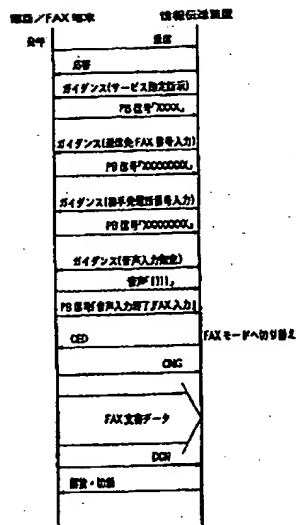 電話/FAX 端末
情報伝達装置
発呼
着信
応答
ガイダンス(サービス指定指示)
PB信号「XXXX」
ガイダンス(送信先FAX番号入力)
PB信号「XXXXXXXX」
ガイダンス(相手先電話番号入力)
PB信号「XXXXXXXX」
ガイダンス(音声入力指定)
音声「
PB信号「音声入力終了,FAX入力」
CED
FAXモードへ切り替え
CNG
FAX文書データ
DCN
解放・切断